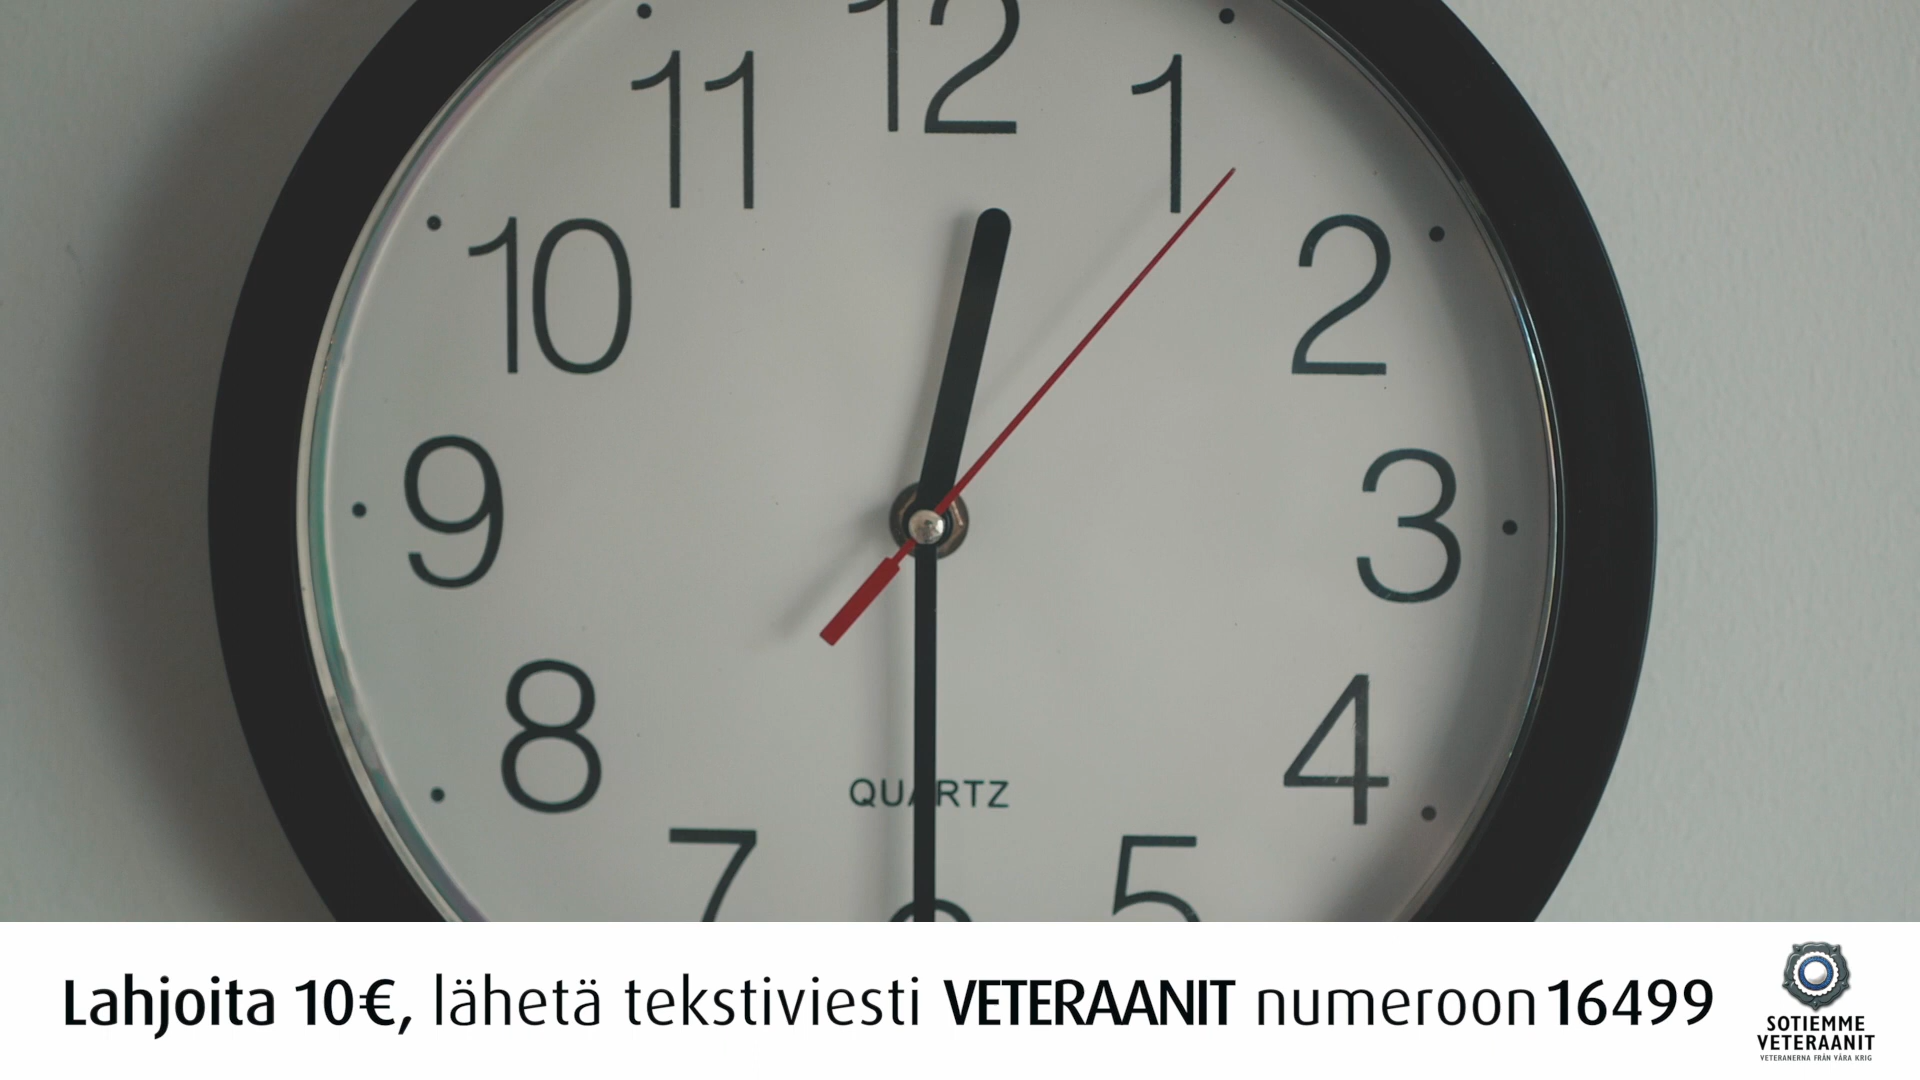 12
11
1
10
2
9
3
8
4
QUARTZ
7
5
6
Lahjoita 10€, lähetä tekstiviesti VETERAANIT numeroon 16499
SOTIEMME
VETERAANIT
VETERANERNA FRÅN VÅRA KRIG